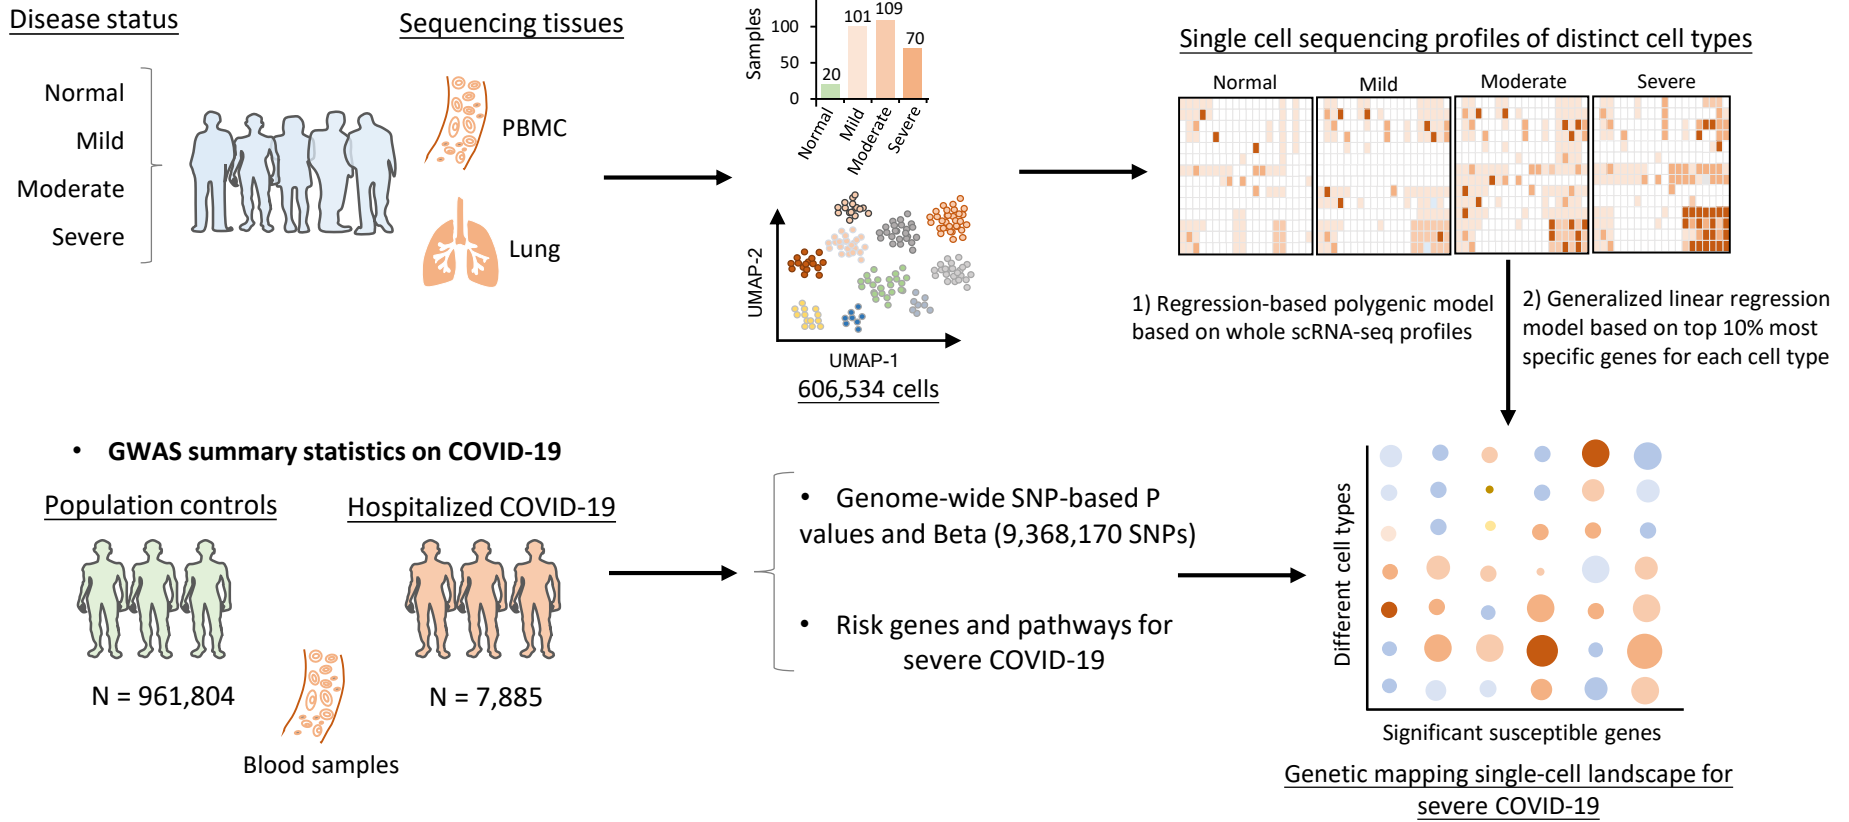 Disease status
Normal
Mild
Moderate
Severe
Sequencing tissues
PBMC
Lung
Samples
100
50
0
20
101
109
70
Normal
Mild
Moderate
Severe
UMAP-2
UMAP-1
606,534 cells
Single cell sequencing profiles of distinct cell types
Normal
Mild
Moderate
Severe
1) Regression-based polygenic model
based on whole scRNA-seq profiles
2) Generalized linear regression
model based on top 10% most
specific genes for each cell type
• GWAS summary statistics on COVID-19
Population controls
Hospitalized COVID-19
N = 961,804
N = 7,885
Blood samples
• Genome-wide SNP-based P
values and Beta (9,368,170 SNPs)
• Risk genes and pathways for
severe COVID-19
Different cell types
Significant susceptible genes
Genetic mapping single-cell landscape for
severe COVID-19